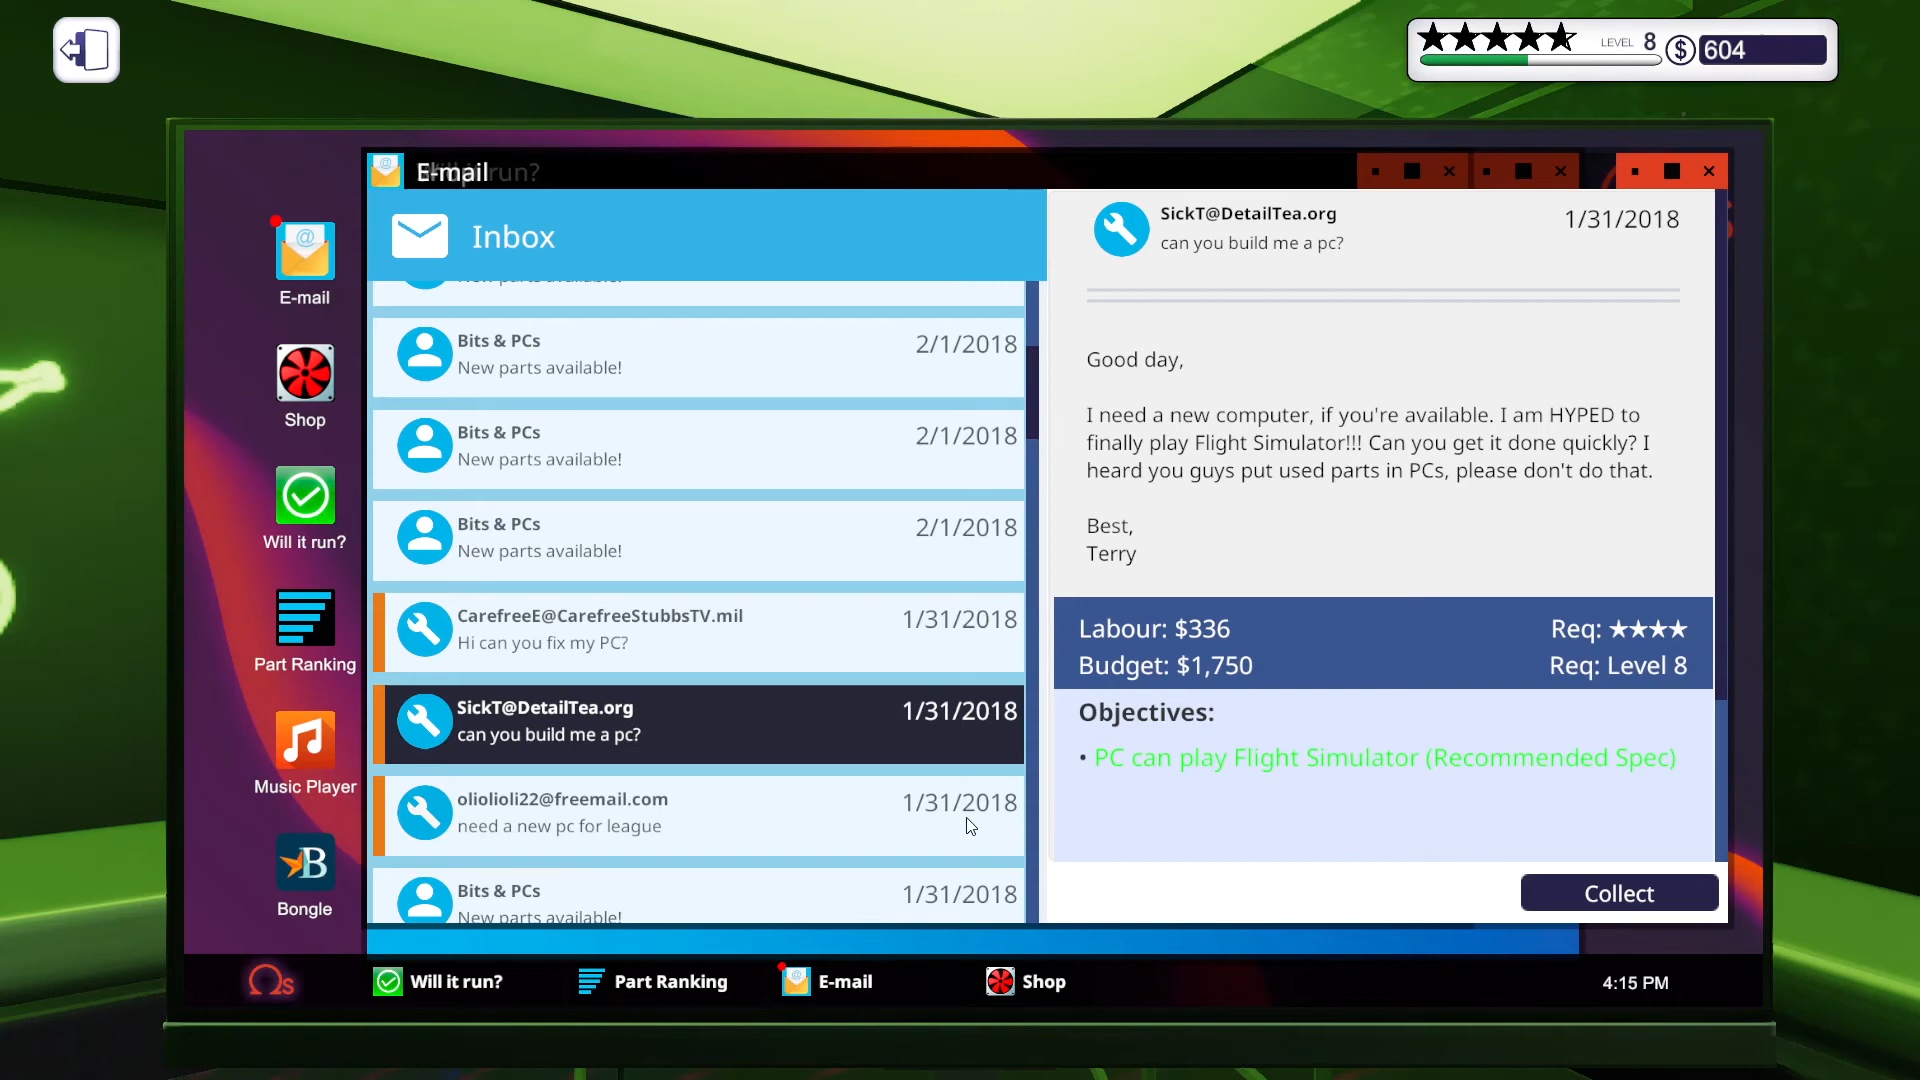 LEVEL 8
$ 604
E-mail
Inbox
New parts available!
Bits & PCs
2/1/2018
New parts available!
Bits & PCs
2/1/2018
New parts available!
Bits & PCs
2/1/2018
New parts available!
CarefreeE@CarefreeStubbsTV.mil
1/31/2018
Hi can you fix my PC?
SickT@DetailTea.org
1/31/2018
can you build me a pc?
oliolioli22@freemail.com
1/31/2018
need a new pc for league
Bits & PCs
1/31/2018
New parts available!
SickT@DetailTea.org
1/31/2018
can you build me a pc?
Good day,
I need a new computer, if you're available. I am HYPED to
finally play Flight Simulator!!! Can you get it done quickly? I
heard you guys put used parts in PCs, please don't do that.
Best,
Terry
Labour: $336
Req: ★★★★
Budget: $1,750
Req: Level 8
Objectives:
• PC can play Flight Simulator (Recommended Spec)
Collect
E-mail
Shop
Will it run?
Part Ranking
Music Player
B
Bongle
Ωs
Will it run?
Part Ranking
E-mail
Shop
4:15 PM